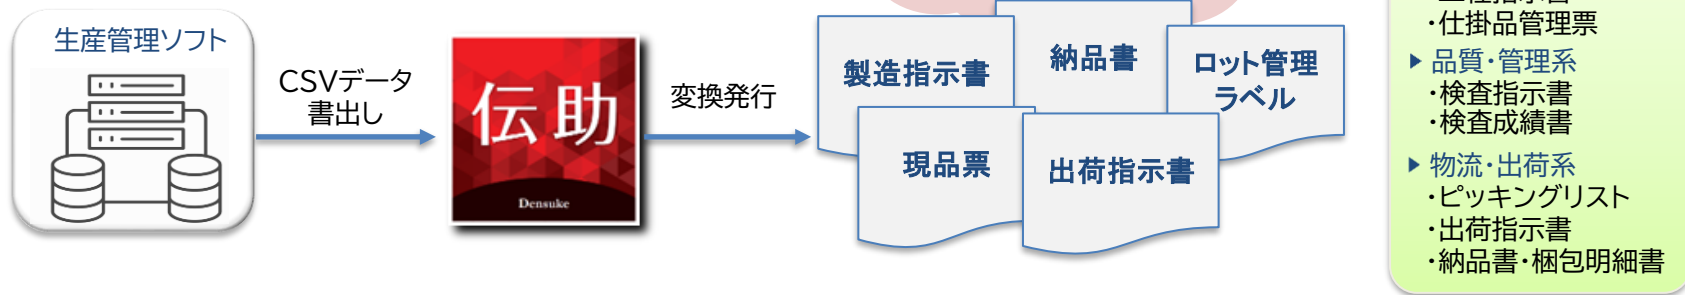 生産管理ソフト
CSVデータ
書出し
伝助
Densuke
変換発行
製造指示書
納品書
ロット管理
ラベル
現品票
出荷指示書
・仕掛品管理票
品質・管理系
・検査指示書
・検査成績書
物流・出荷系
・ピッキングリスト
・出荷指示書
・納品書・梱包明細書